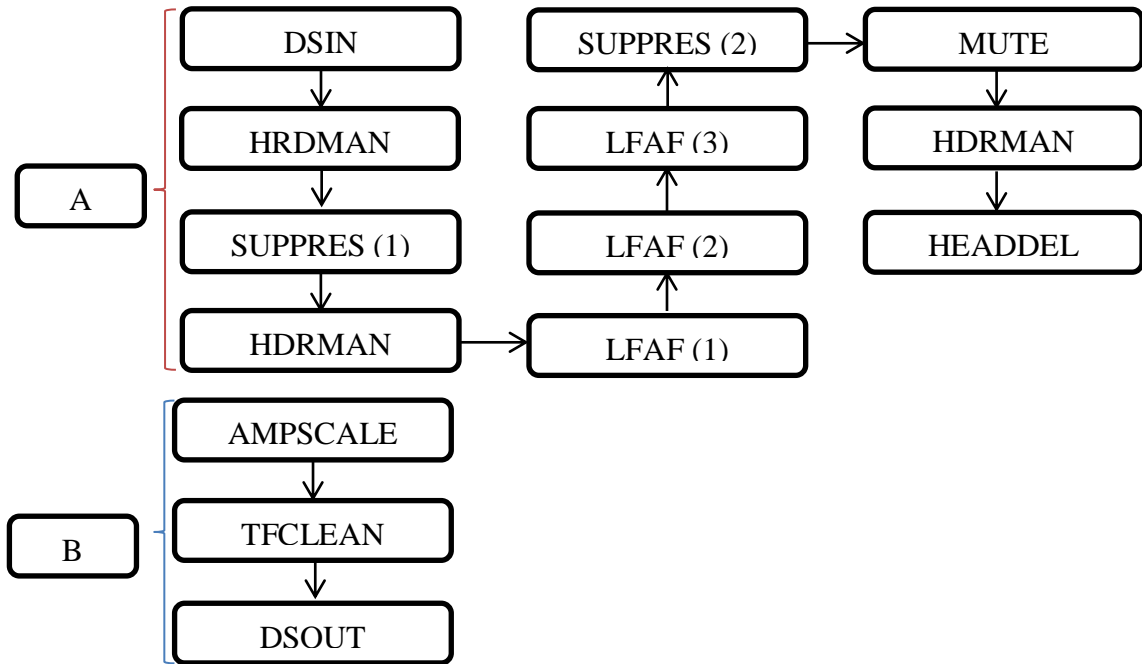 A
DSIN
HRDMAN
SUPPRES (1)
HDRMAN
LFAF (1)
LFAF (2)
LFAF (3)
SUPPRES (2)
MUTE
HDRMAN
HEADDEL
B
AMPSCALE
TFCLEAN
DSOUT